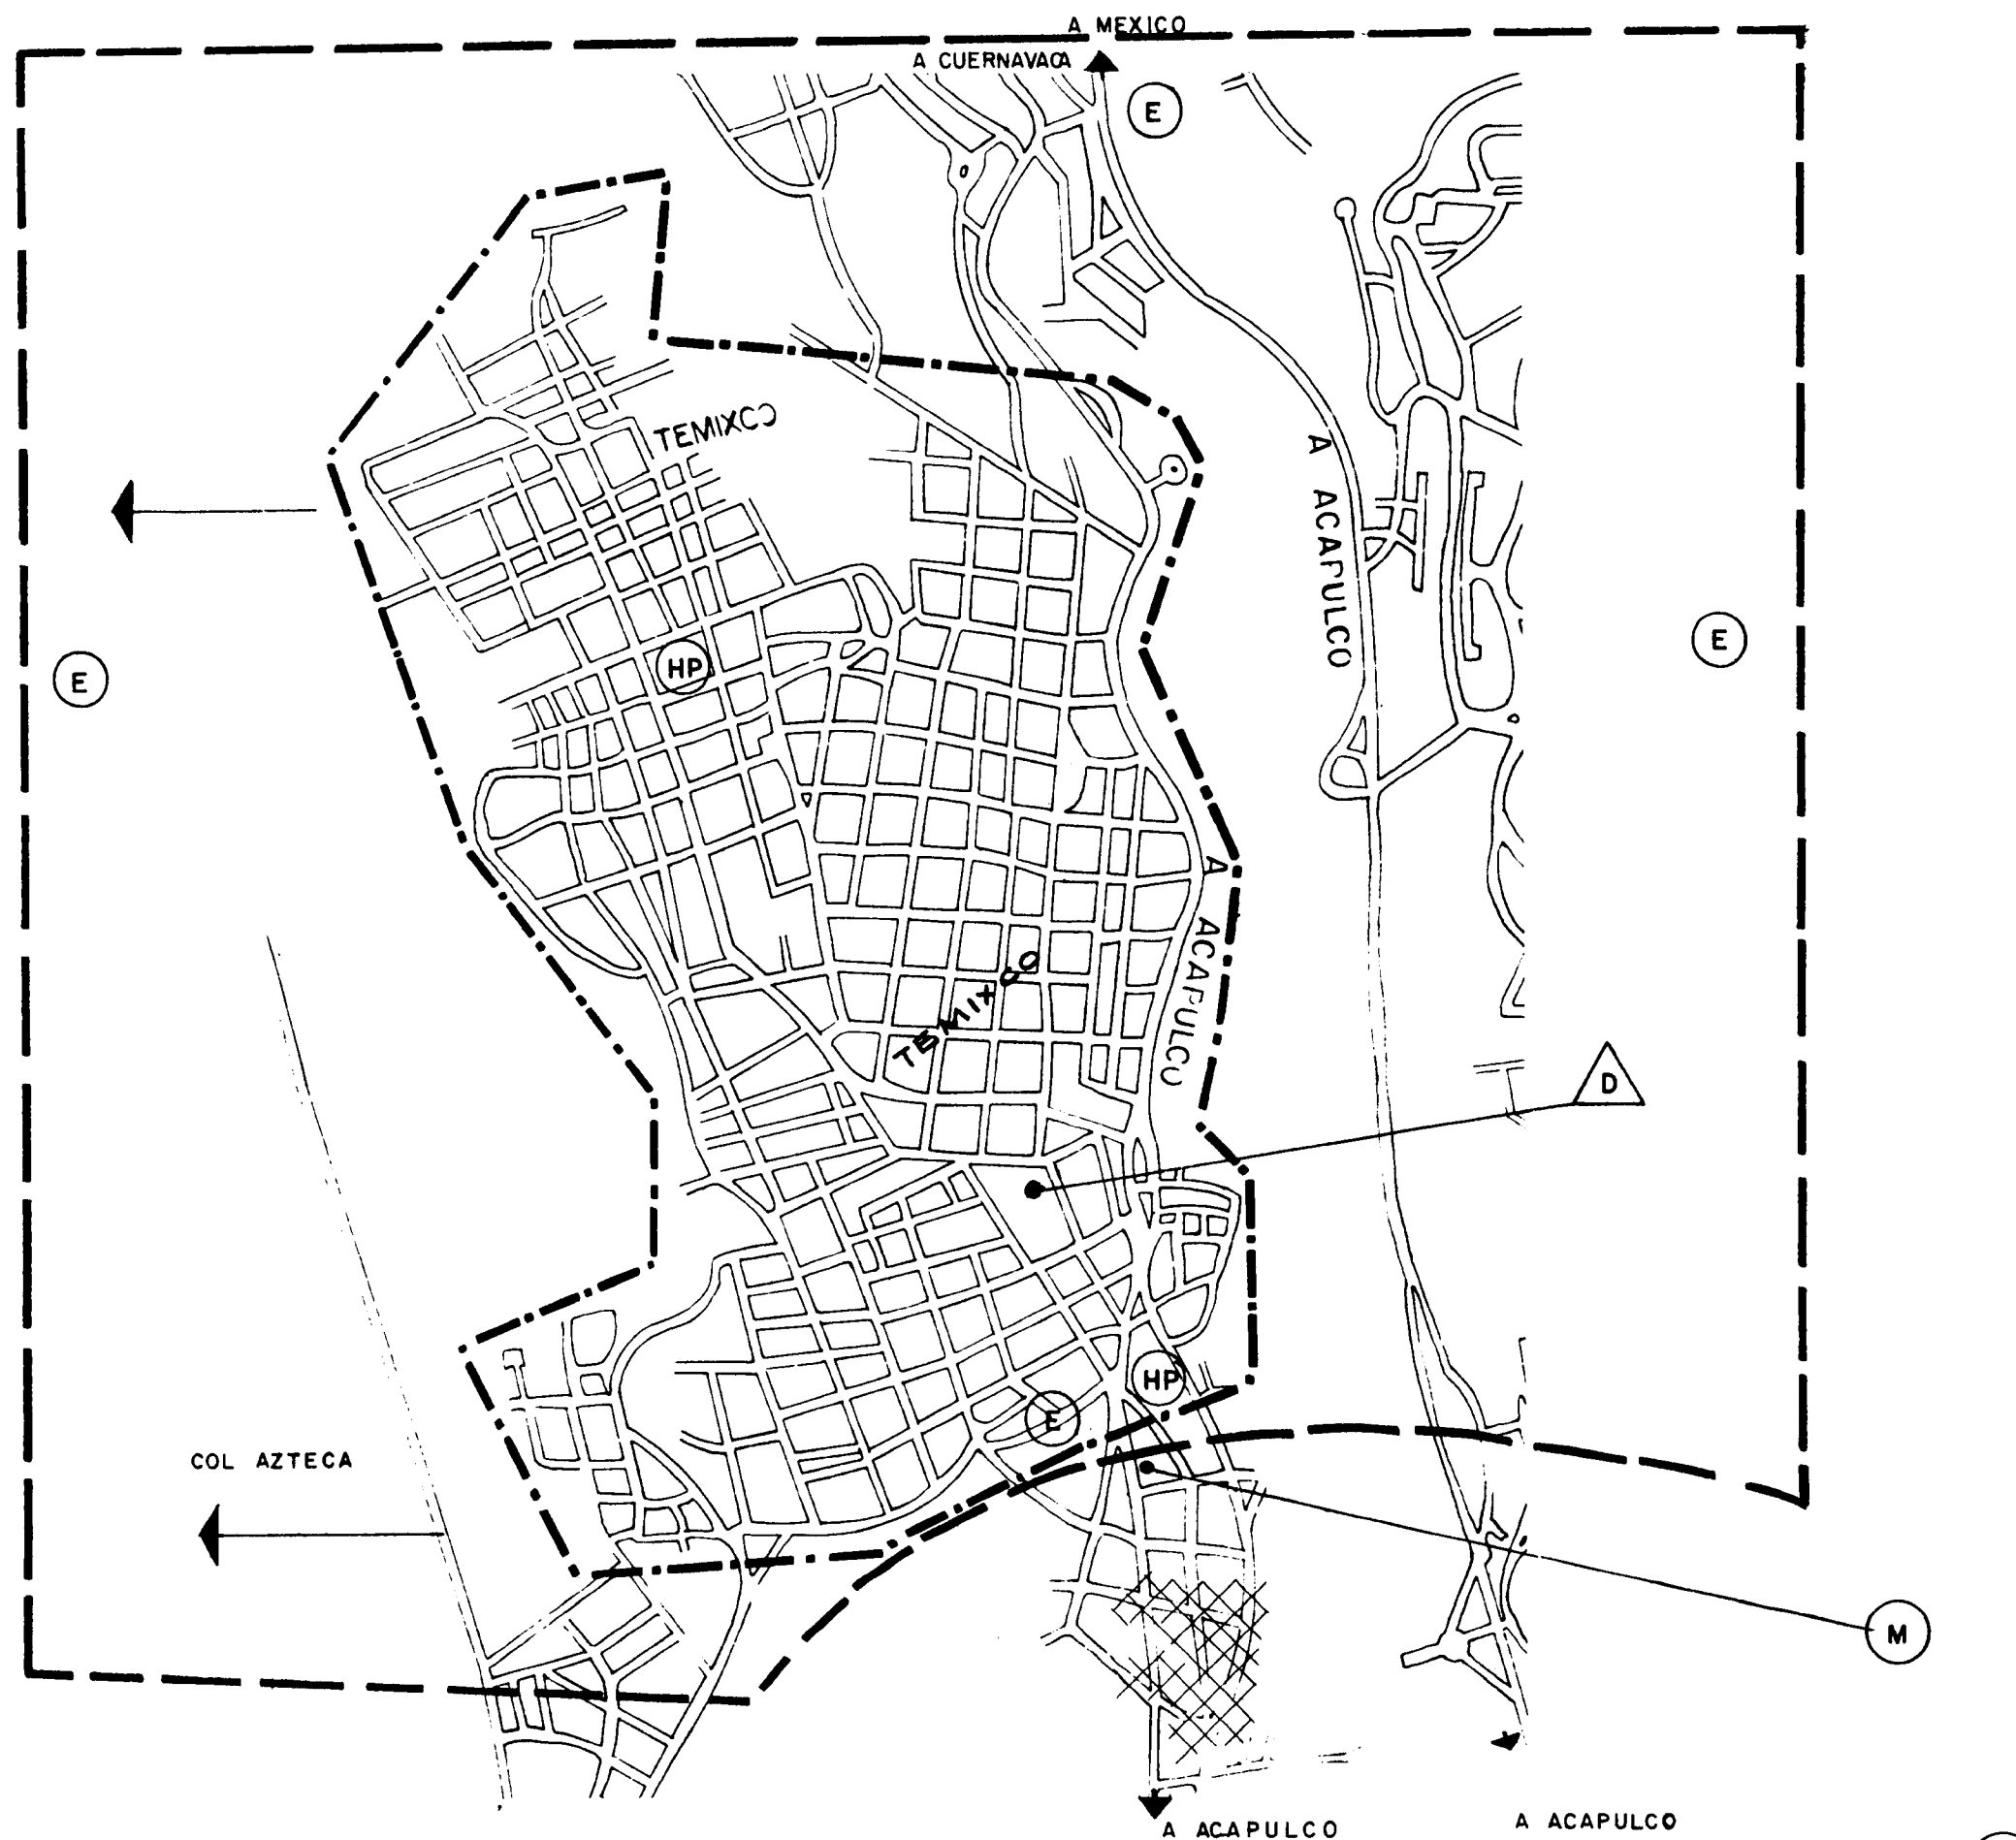 A MEXICO
A CUERNAVACA
E
TEMIXCO
A ACAPULCO
HP
E
E
A ACAPULCO
TEMIXCO
D
HP
E
COL AZTECA
M
A ACAPULCO
A ACAPULCO